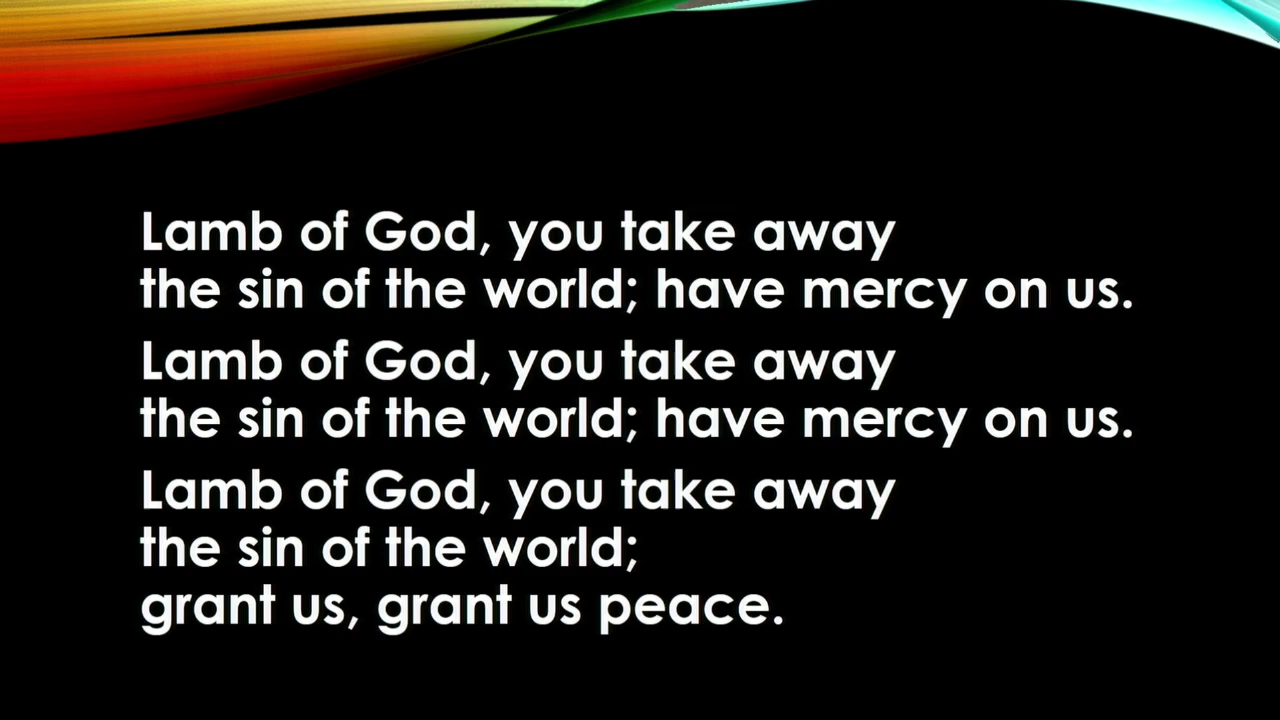 Lamb of God, you take away
the sin of the world; have mercy on us.
Lamb of God, you take away
the sin of the world; have mercy on us.
Lamb of God, you take away
the sin of the world;
grant us, grant us peace.